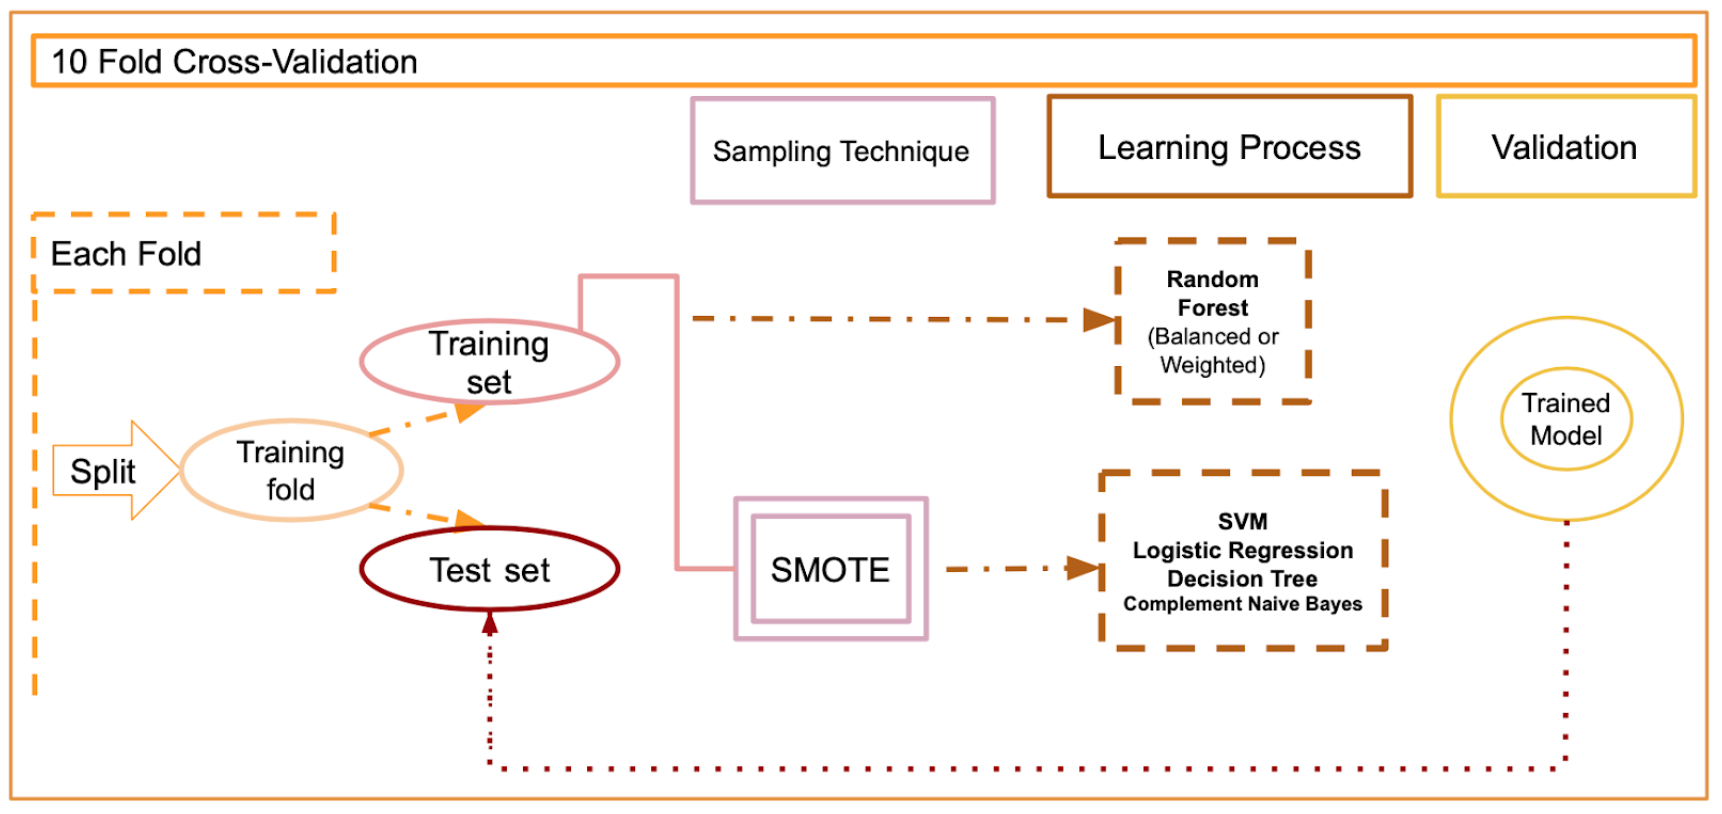 10 Fold Cross-Validation
Sampling Technique
Learning Process
Validation
Each Fold
Split
Training
fold
Training
set
Test set
SMOTE
Random
Forest
(Balanced or
Weighted)
SVM
Logistic Regression
Decision Tree
Complement Naive Bayes
Trained
Model